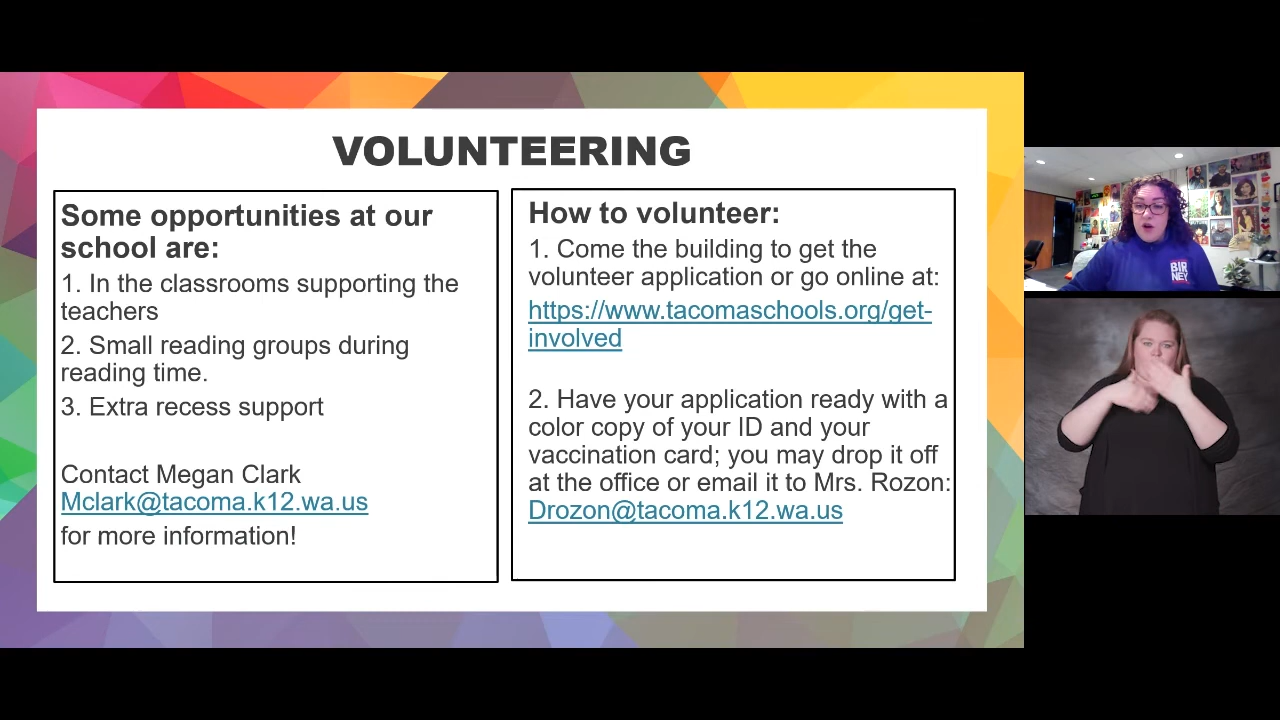 VOLUNTEERING
Some opportunities at our
school are:
1. In the classrooms supporting the
teachers
2. Small reading groups during
reading time.
3. Extra recess support
Contact Megan Clark
Mclark@tacoma.k12.wa.us
for more information!
How to volunteer:
1. Come the building to get the
volunteer application or go online at:
https://www.tacomaschools.org/get-
involved
2. Have your application ready with a
color copy of your ID and your
vaccination card; you may drop it off
at the office or email it to Mrs. Rozon:
Drozon@tacoma.k12.wa.us
BIR
NEY